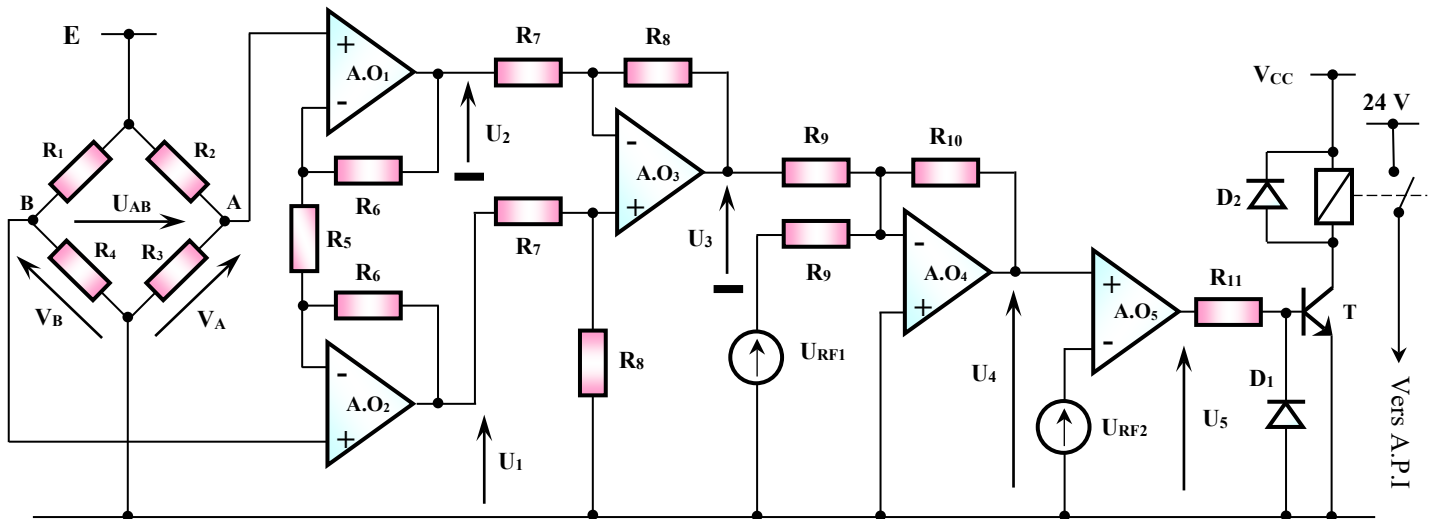 E
R1
R2
B
A
UAB
R4
R3
VB
VA
+
A.O1
-
R6
R5
R6
-
A.O2
+
U2
U1
R7
R8
R7
-
A.O3
+
R8
U3
R9
R9
R10
URF1
-
A.O4
+
U4
+
A.O5
-
URF2
U5
R11
D1
T
VCC
D2
24 V
Vers A.P.I